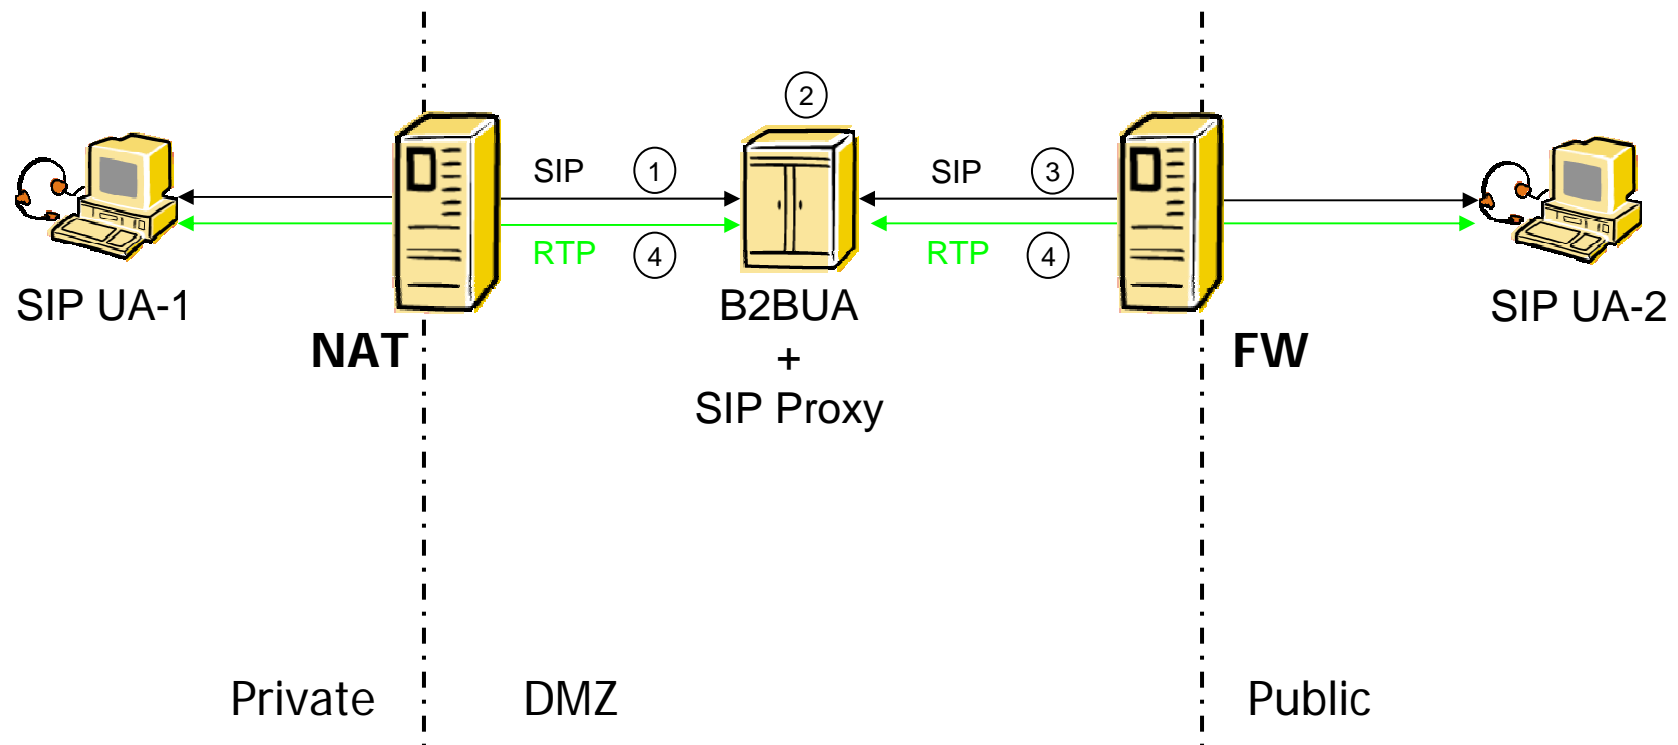 2
SIP 1
SIP 3
RTP 4
RTP 4
SIP UA-1
B2BUA
+
SIP Proxy
SIP UA-2
NAT
FW
Private
DMZ
Public